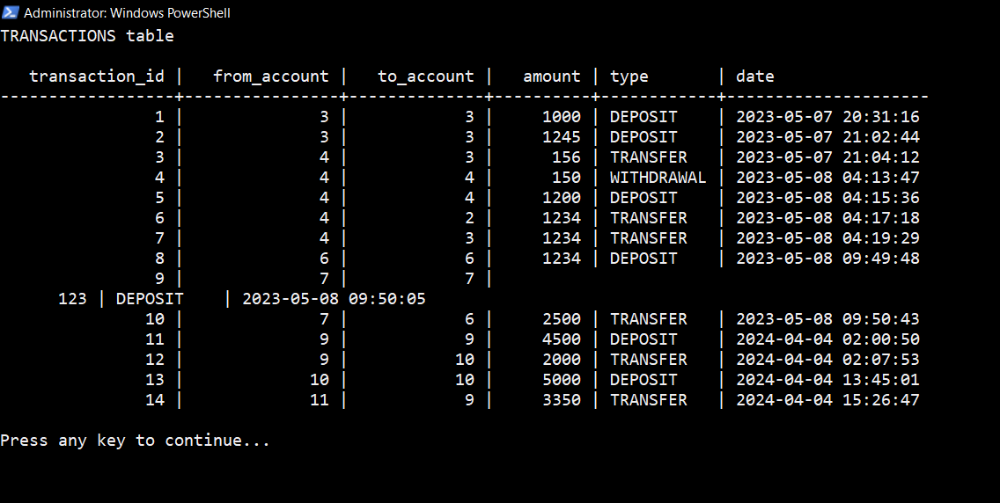 Administrator: Windows PowerShell
TRANSACTIONS table
   transaction_id |    from_account |    to_account |    amount | type       | date
------------------+-----------------+---------------+-----------+------------+---------------------
                1 |               3 |             3 |      1000 | DEPOSIT    | 2023-05-07 20:31:16
                2 |               3 |             3 |      1245 | DEPOSIT    | 2023-05-07 21:02:44
                3 |               4 |             3 |       156 | TRANSFER   | 2023-05-07 21:04:12
                4 |               4 |             4 |       150 | WITHDRAWAL | 2023-05-08 04:13:47
                5 |               4 |             4 |      1200 | DEPOSIT    | 2023-05-08 04:15:36
                6 |               4 |             2 |      1234 | TRANSFER   | 2023-05-08 04:17:18
                7 |               4 |             3 |      1234 | TRANSFER   | 2023-05-08 04:19:29
                8 |               6 |             6 |      1234 | DEPOSIT    | 2023-05-08 09:49:48
                9 |               7 |             7 |
      123 | DEPOSIT    | 2023-05-08 09:50:05
               10 |               7 |             6 |      2500 | TRANSFER   | 2023-05-08 09:50:43
               11 |               9 |             9 |      4500 | DEPOSIT    | 2024-04-04 02:00:50
               12 |               9 |            10 |      2000 | TRANSFER   | 2024-04-04 02:07:53
               13 |              10 |            10 |      5000 | DEPOSIT    | 2024-04-04 13:45:01
               14 |              11 |             9 |      3350 | TRANSFER   | 2024-04-04 15:26:47
Press any key to continue...